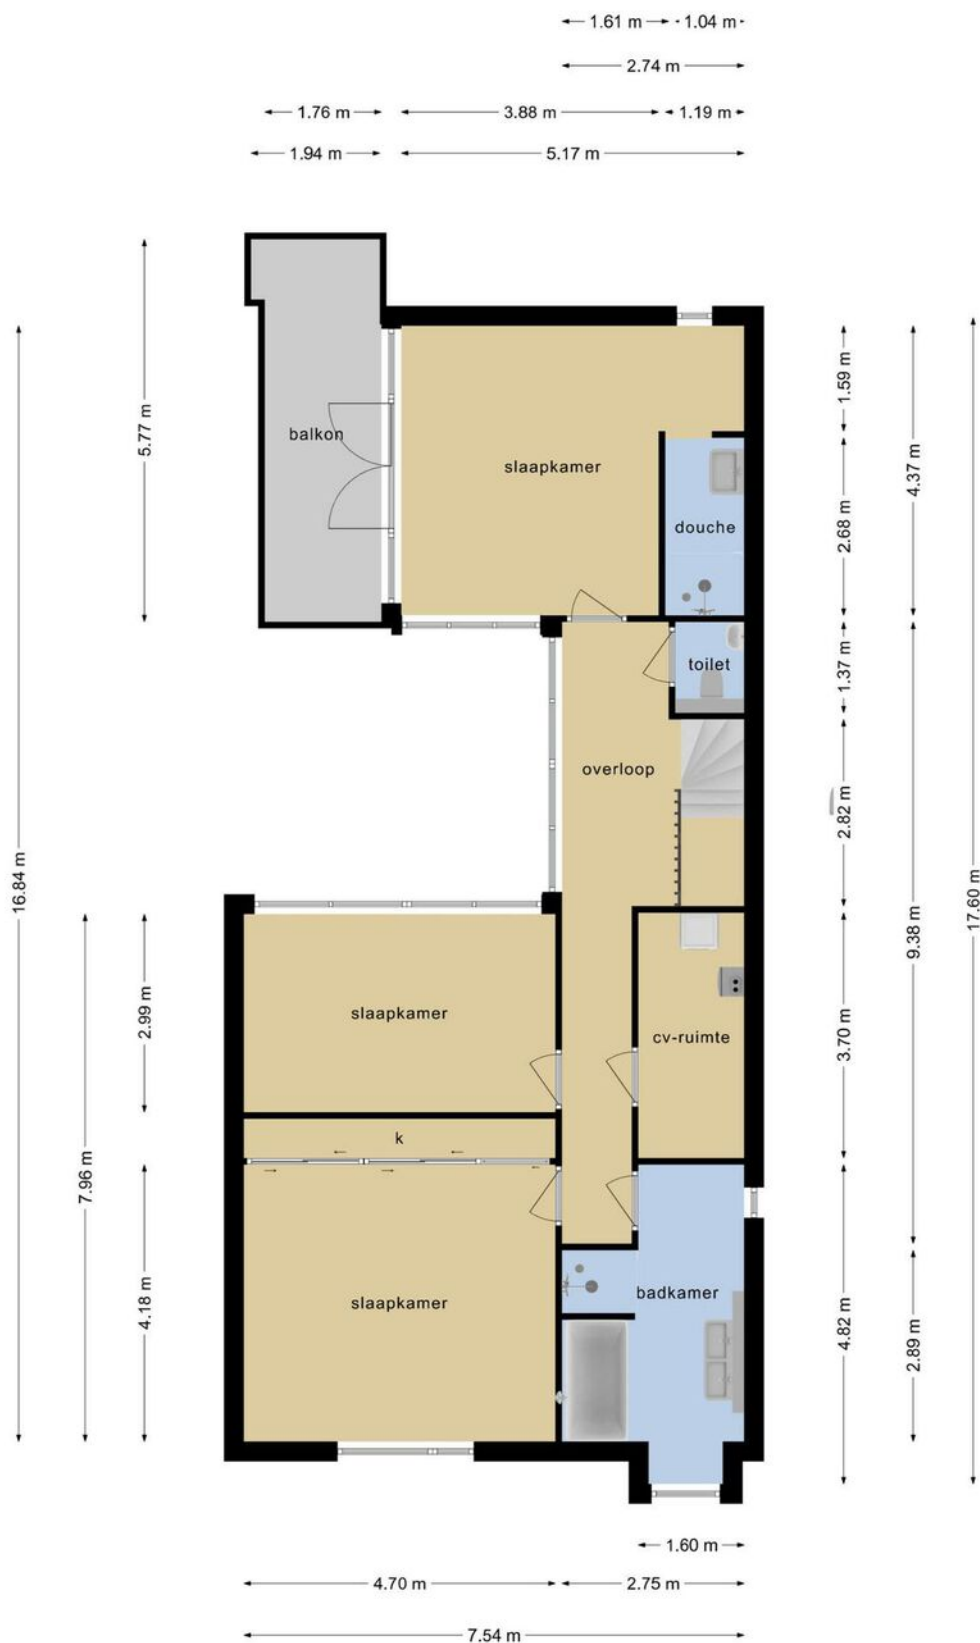 1.61 m
1.04 m
2.74 m
1.76 m
3.88 m
1.19 m
1.94 m
5.17 m
5.77 m
1.59 m
balkon
4.37 m
slaapkamer
2.68 m
douche
1.37 m
toilet
overloop
2.82 m
16.84 m
17.60 m
9.38 m
2.99 m
slaapkamer
cv-ruimte
3.70 m
k
7.96 m
4.18 m
slaapkamer
badkamer
4.82 m
2.89 m
1.60 m
4.70 m
2.75 m
7.54 m